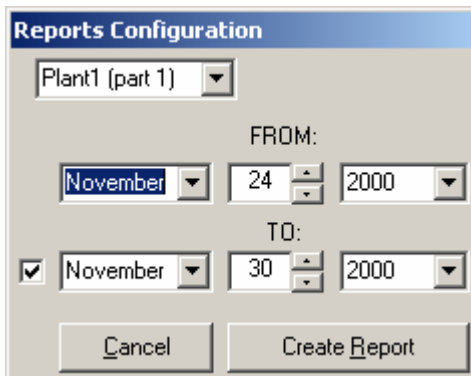 Reports Configuration
Plant1 (part 1)
FROM:
November 24 2000
TO:
November 30 2000
Cancel Create Report